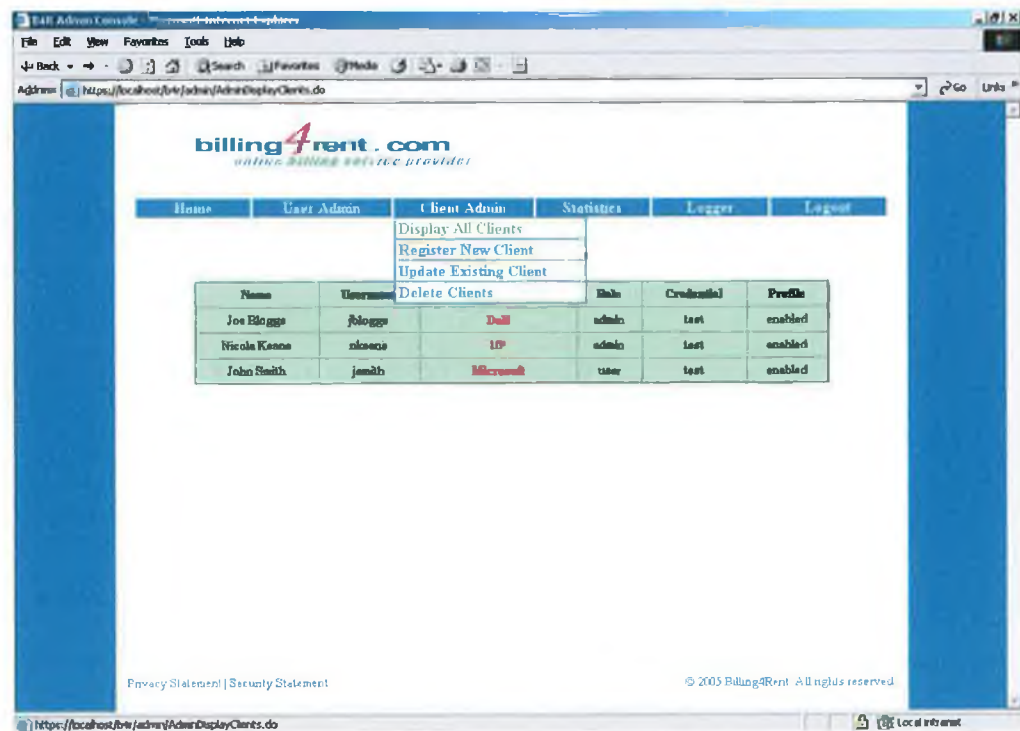 B4R Admin Console - Microsoft Internet Explorer
File Edit View Favorites Tools Help
Back Search Favorites Media
Address https://localhost/b4r/admin/AdminDisplayClients.do Go Links »
billing4rent.com
online billing service provider
Home User Admin Client Admin Statistics Logger Logout
Display All Clients
Register New Client
Update Existing Client
Delete Clients
Name Role Credential Profile
Joe Bloggs jbloggs Dell admin test enabled
Nicola Keane nkeane admin test enabled
John Smith jsmith Microsoft user test enabled
Privacy Statement | Security Statement © 2005 Billing4Rent. All rights reserved
https://localhost/b4r/admin/AdminDisplayClients.do Local intranet